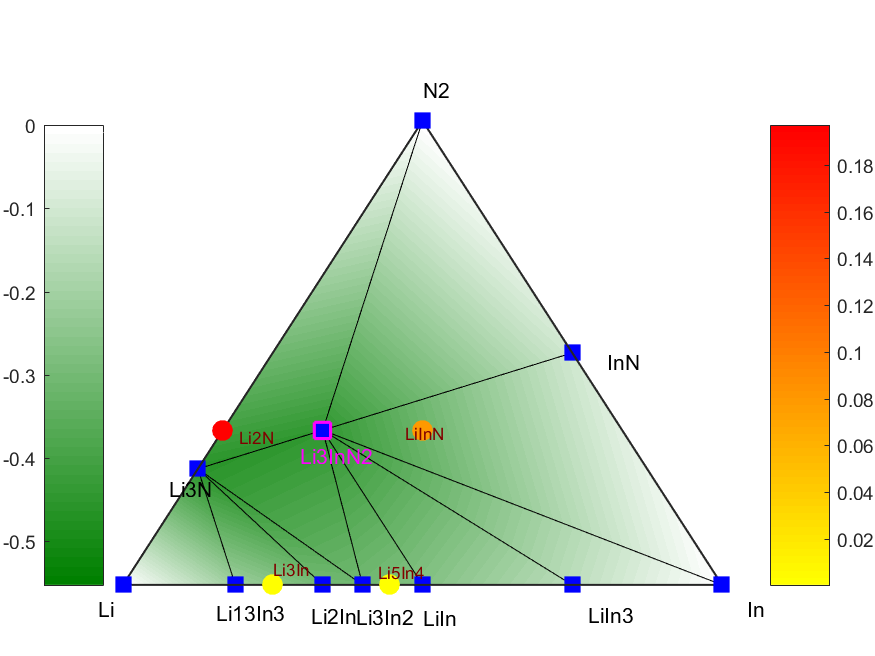 N2
0
-0.1
-0.2
-0.3
-0.4
-0.5
0.18
0.16
0.14
0.12
0.1
0.08
0.06
0.04
0.02
InN
Li2N
LiInN
Li3InN2
Li3N
Li3In
Li5In4
Li
Li13In3
Li2In
Li3In2
LiIn
LiIn3
In